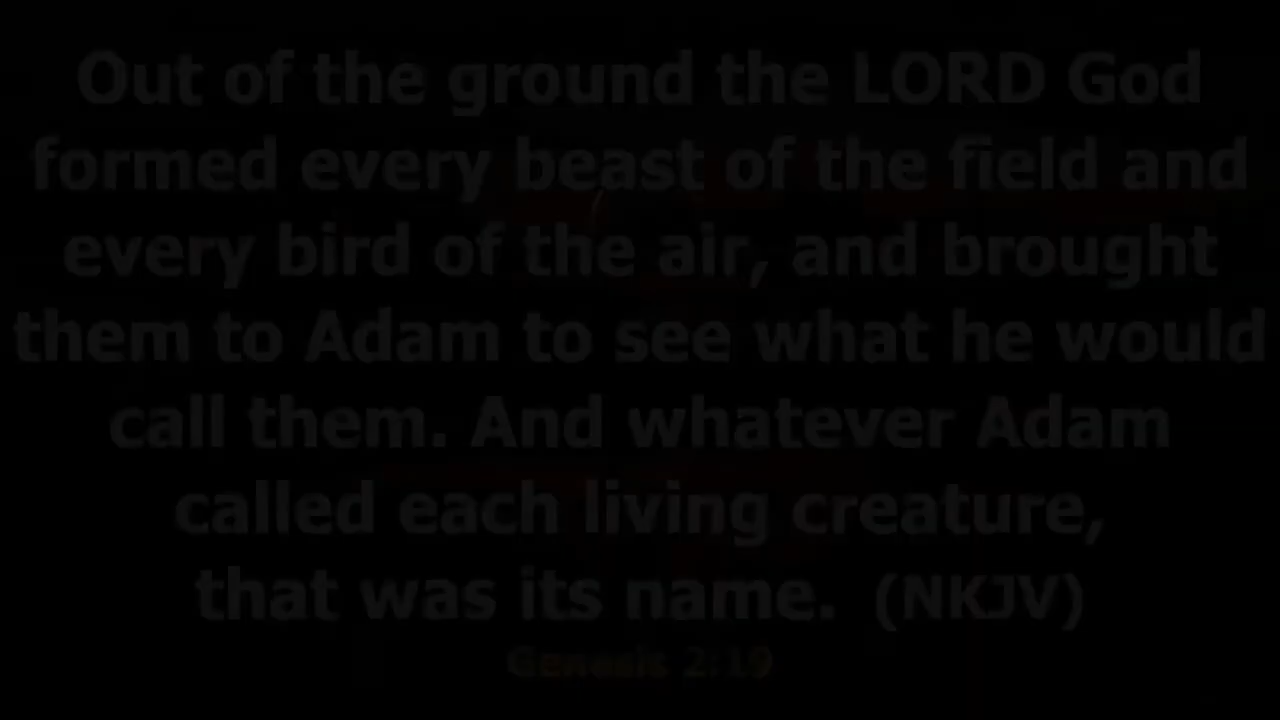 Out of the ground the LORD God
formed every beast of the field and
every bird of the air, and brought
them to Adam to see what he would
call them. And whatever Adam
called each living creature,
that was its name. (NKJV)
Genesis 2:19